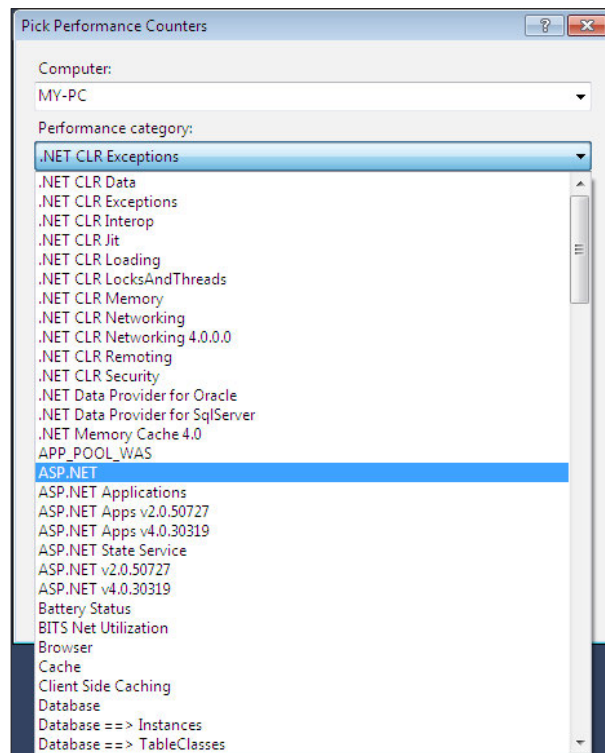 Pick Performance Counters
Computer:
MY-PC
Performance category:
.NET CLR Exceptions
.NET CLR Data
.NET CLR Exceptions
.NET CLR Interop
.NET CLR Jit
.NET CLR Loading
.NET CLR LocksAndThreads
.NET CLR Memory
.NET CLR Networking
.NET CLR Networking 4.0.0.0
.NET CLR Remoting
.NET CLR Security
.NET Data Provider for Oracle
.NET Data Provider for SqlServer
.NET Memory Cache 4.0
APP_POOL_WAS
ASP.NET
ASP.NET Applications
ASP.NET Apps v2.0.50727
ASP.NET Apps v4.0.30319
ASP.NET State Service
ASP.NET v2.0.50727
ASP.NET v4.0.30319
Battery Status
BITS Net Utilization
Browser
Cache
Client Side Caching
Database
Database ==> Instances
Database ==> TableClasses